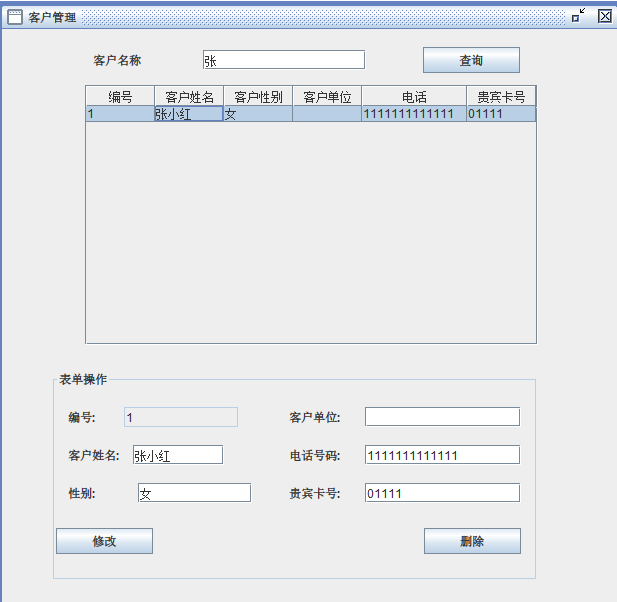 客户管理
客户名称 张 查询
编号 客户姓名 客户性别 客户单位 电话 贵宾卡号
1 张小红 女 1111111111111 01111
表单操作
编号: 1 客户单位:
客户姓名: 张小红 电话号码: 1111111111111
性别: 女 贵宾卡号: 01111
修改 删除